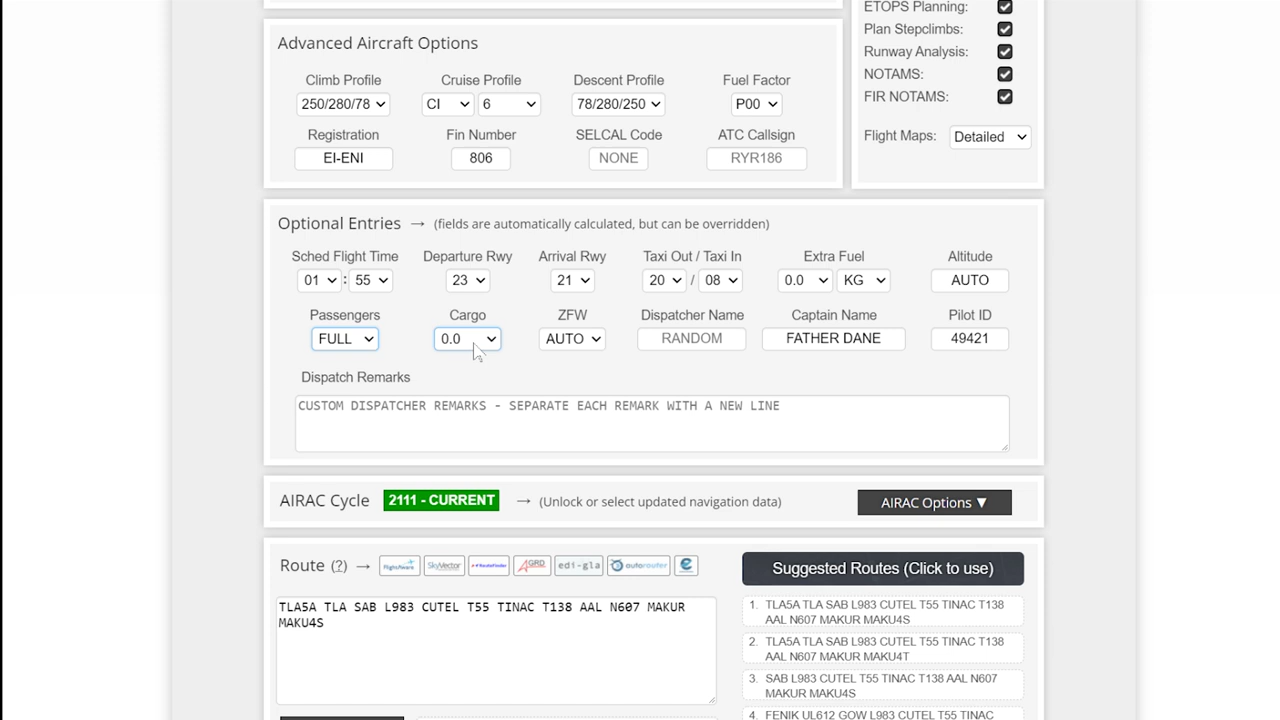 ETOPS Planning:
Plan Stepclimbs:
Advanced Aircraft Options
Runway Analysis:
NOTAMS:
Climb Profile Cruise Profile Descent Profile Fuel Factor
FIR NOTAMS:
250/280/78 CI 6 78/280/250 P00
Registration Fin Number SELCAL Code ATC Callsign
Flight Maps: Detailed
EI-ENI 806 NONE RYR186
Optional Entries → (fields are automatically calculated, but can be overridden)
Sched Flight Time Departure Rwy Arrival Rwy Taxi Out / Taxi In Extra Fuel Altitude
01 : 55 23 21 20 / 08 0.0 KG AUTO
Passengers Cargo ZFW Dispatcher Name Captain Name Pilot ID
FULL 0.0 AUTO RANDOM FATHER DANE 49421
Dispatch Remarks
CUSTOM DISPATCHER REMARKS - SEPARATE EACH REMARK WITH A NEW LINE
AIRAC Cycle 2111 - CURRENT → (Unlock or select updated navigation data) AIRAC Options ▼
Route (?) → FlightAware SkyVector RouteFinder GRD edi-gla autorouter
Suggested Routes (Click to use)
TLA5A TLA SAB L983 CUTEL T55 TINAC T138 AAL N607 MAKUR
MAKU4S
1. TLA5A TLA SAB L983 CUTEL T55 TINAC T138
AAL N607 MAKUR MAKU4S
2. TLA5A TLA SAB L983 CUTEL T55 TINAC T138
AAL N607 MAKUR MAKU4T
3. SAB L983 CUTEL T55 TINAC T138 AAL N607
MAKUR MAKU4S
4. FENIK UL612 GOW L983 CUTEL T55 TINAC